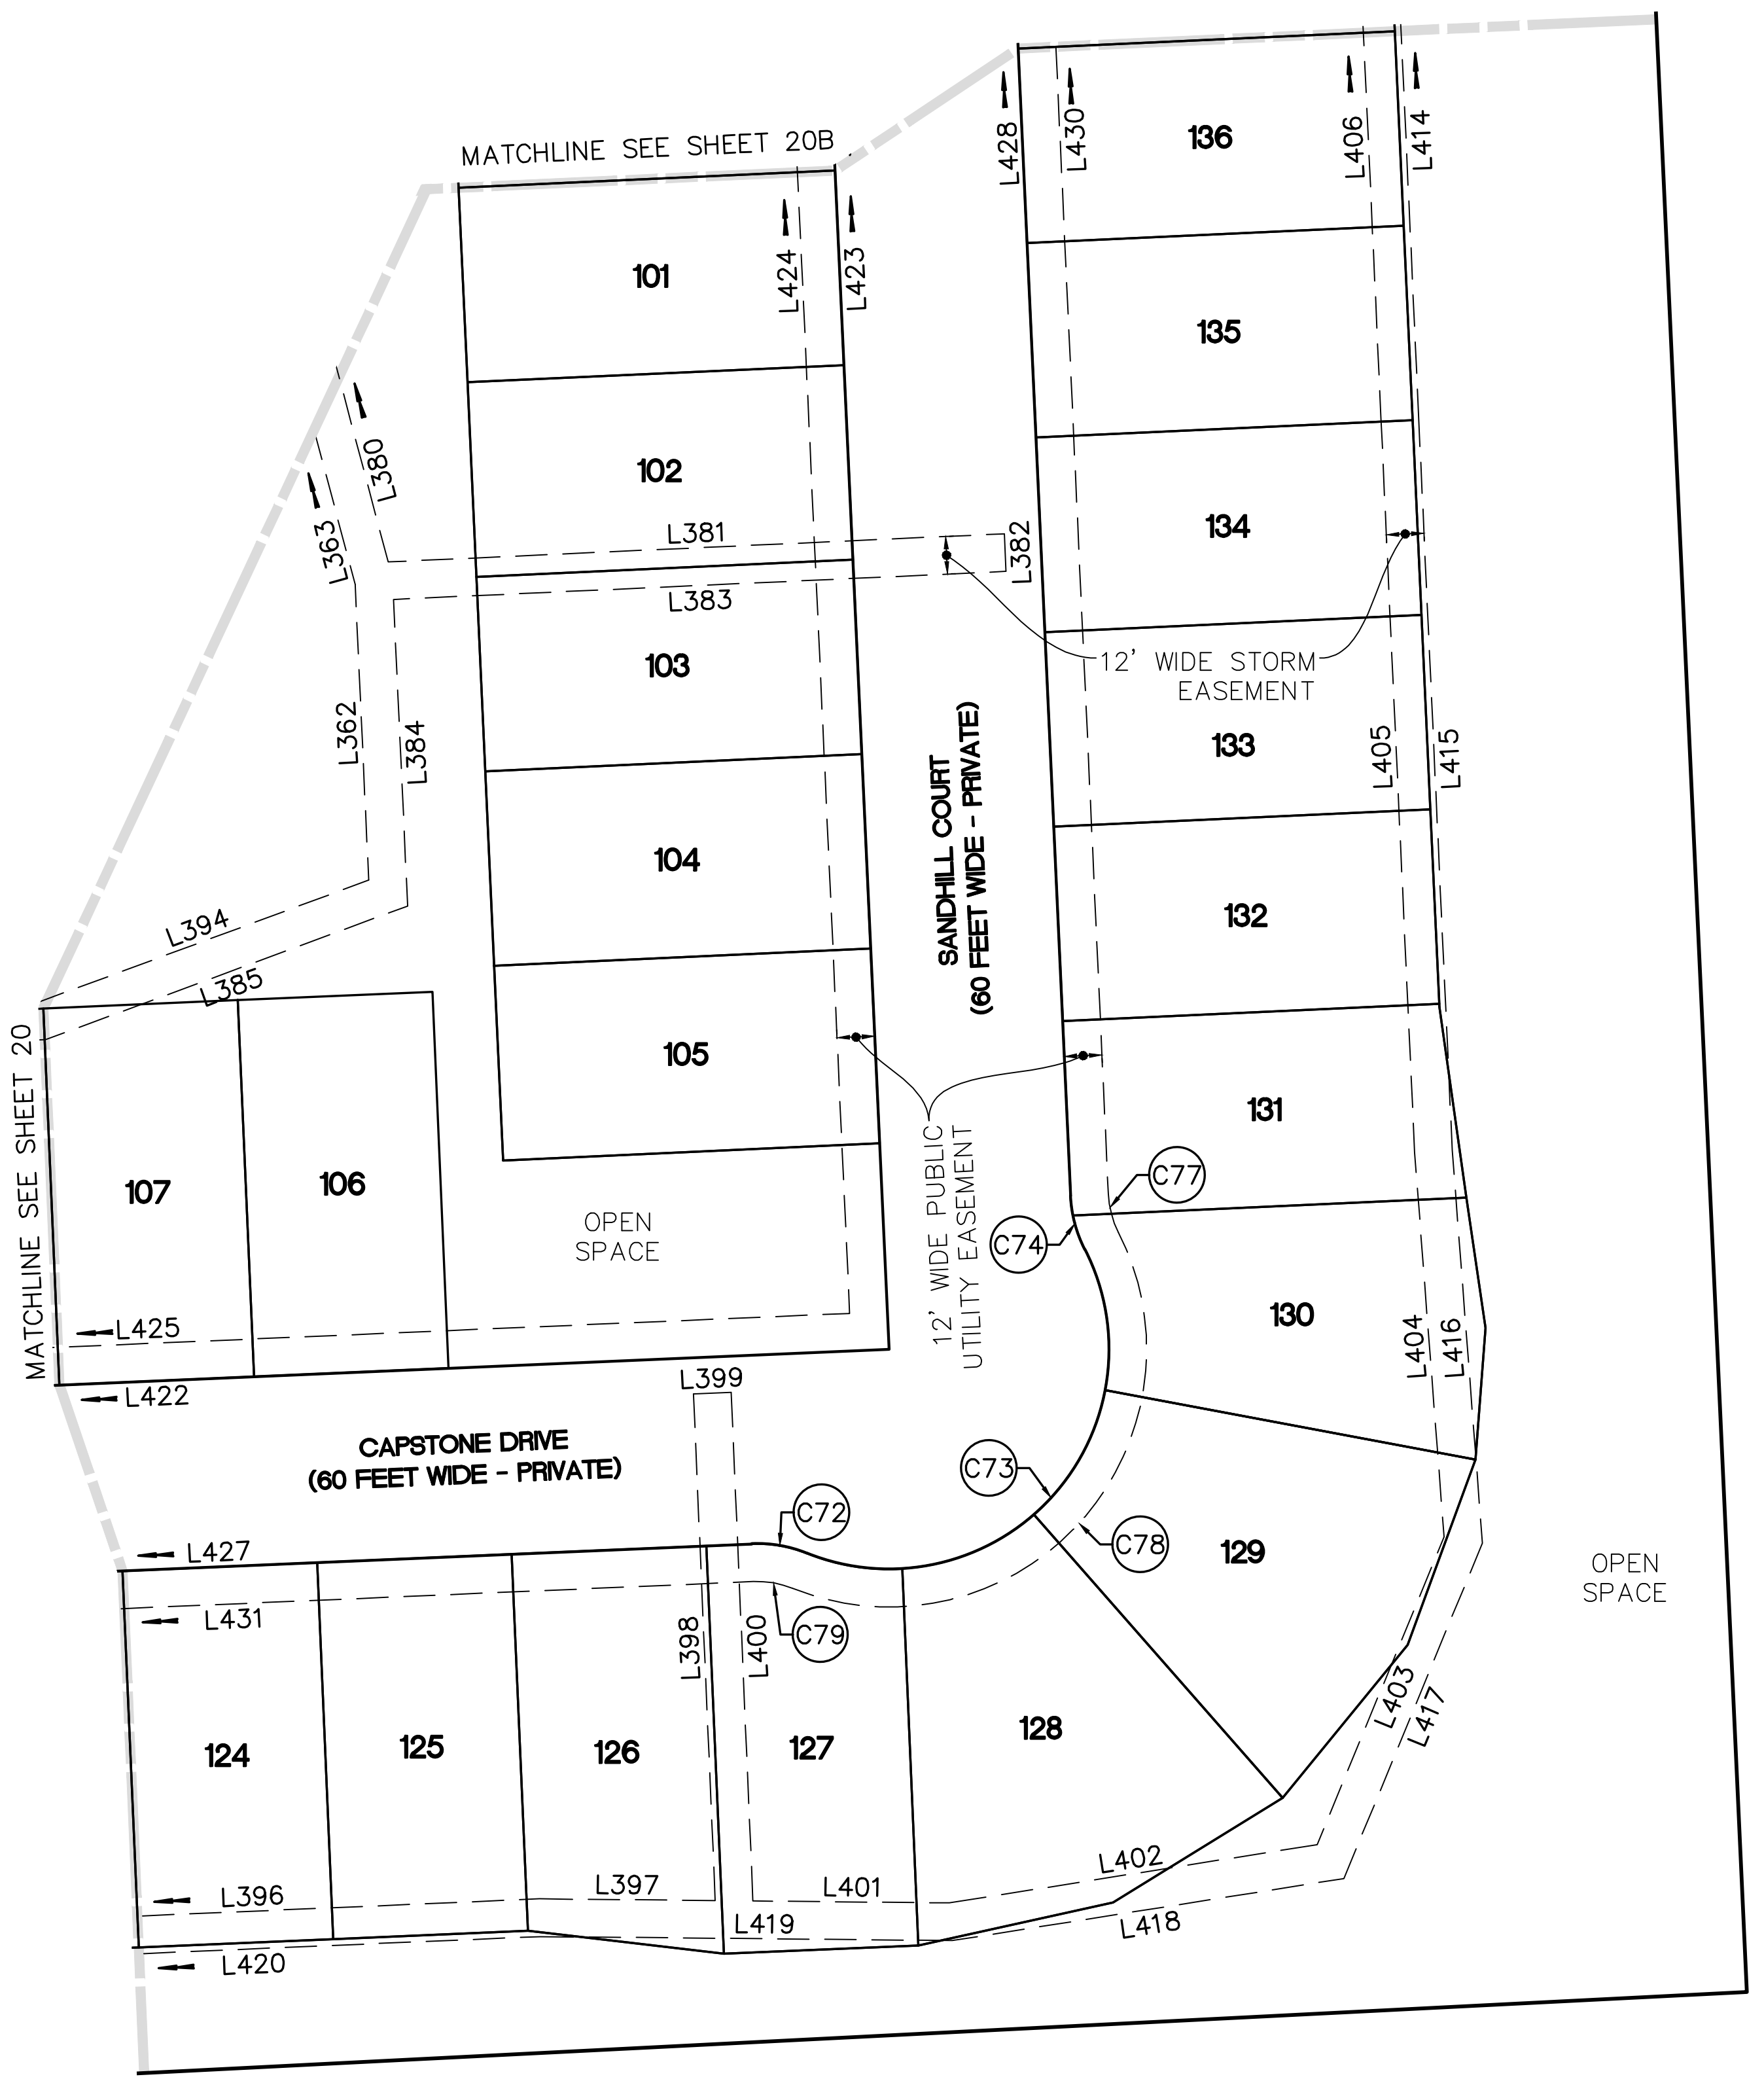 MATCHLINE SEE SHEET 20B
L428
L430
136
L406
L414
101
L424
L423
135
102
L380
L363
L381
L382
134
L383
103
12' WIDE STORM
EASEMENT
L362
L384
133
L405
L415
SANDHILL COURT
(60 FEET WIDE - PRIVATE)
104
132
L394
L385
MATCHLINE SEE SHEET 20
105
131
107
106
12' WIDE PUBLIC
UTILITY EASEMENT
C77
C74
OPEN
SPACE
130
L404
L416
L425
L422
L399
CAPSTONE DRIVE
(60 FEET WIDE - PRIVATE)
C73
C72
C78
129
L427
OPEN
SPACE
L431
L398
L400
C79
L403
L417
124
125
126
127
128
L396
L397
L401
L402
L419
L418
L420